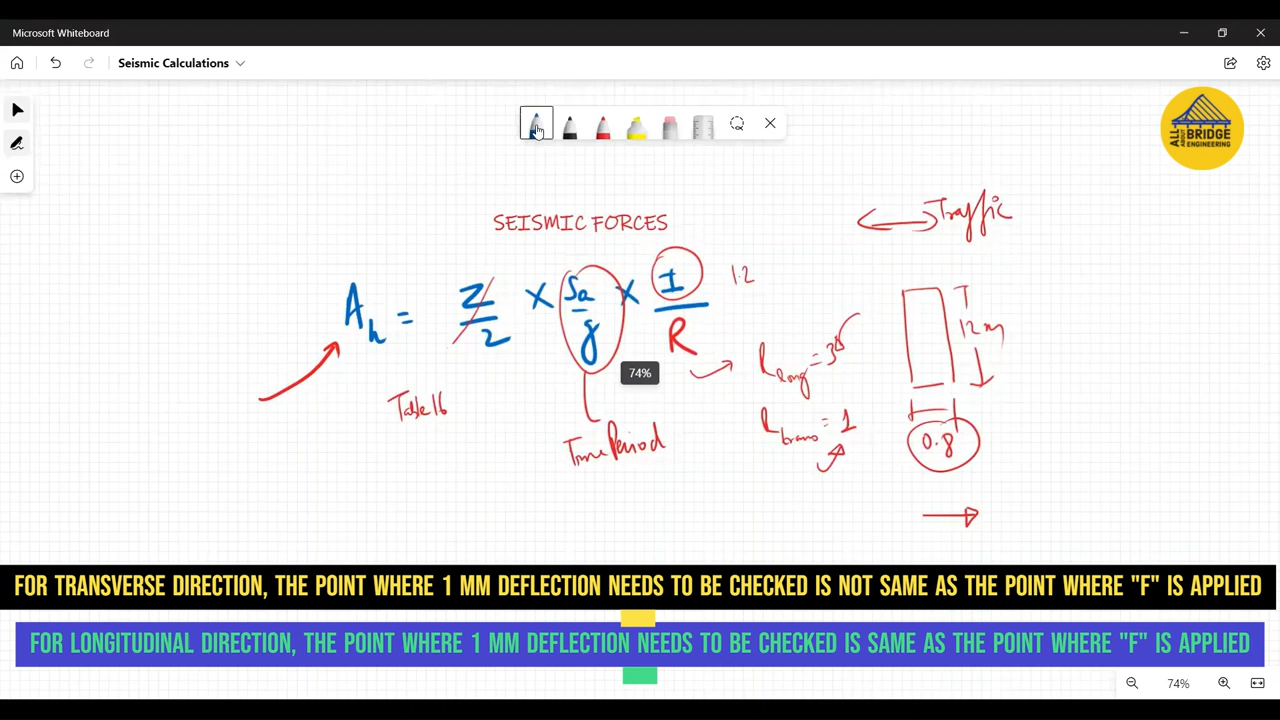 Microsoft Whiteboard
Seismic Calculations
ALL ABOUT BRIDGE ENGINEERING
SEISMIC FORCES
Traffic
Ah = Z/2 × Sa/g × I/R
1.2
12m
74%
Rlong = 3
Table 16
Rtrans = 1
Time Period
0.8
FOR TRANSVERSE DIRECTION, THE POINT WHERE 1 MM DEFLECTION NEEDS TO BE CHECKED IS NOT SAME AS THE POINT WHERE "F" IS APPLIED
FOR LONGITUDINAL DIRECTION, THE POINT WHERE 1 MM DEFLECTION NEEDS TO BE CHECKED IS SAME AS THE POINT WHERE "F" IS APPLIED
74%